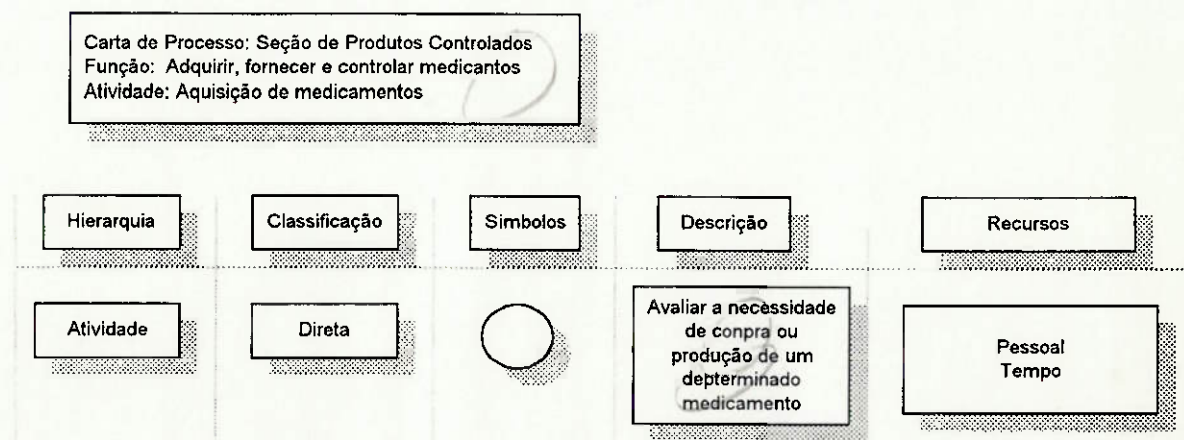 Carta de Processo: Seção de Produtos Controlados
Função: Adquirir, fornecer e controlar medicantos
Atividade: Aquisição de medicamentos
Hierarquia
Classificação
Símbolos
Descrição
Recursos
Atividade
Direta
Avaliar a necessidade
de conpra ou
produção de um
depterminado
medicamento
Pessoal
Tempo